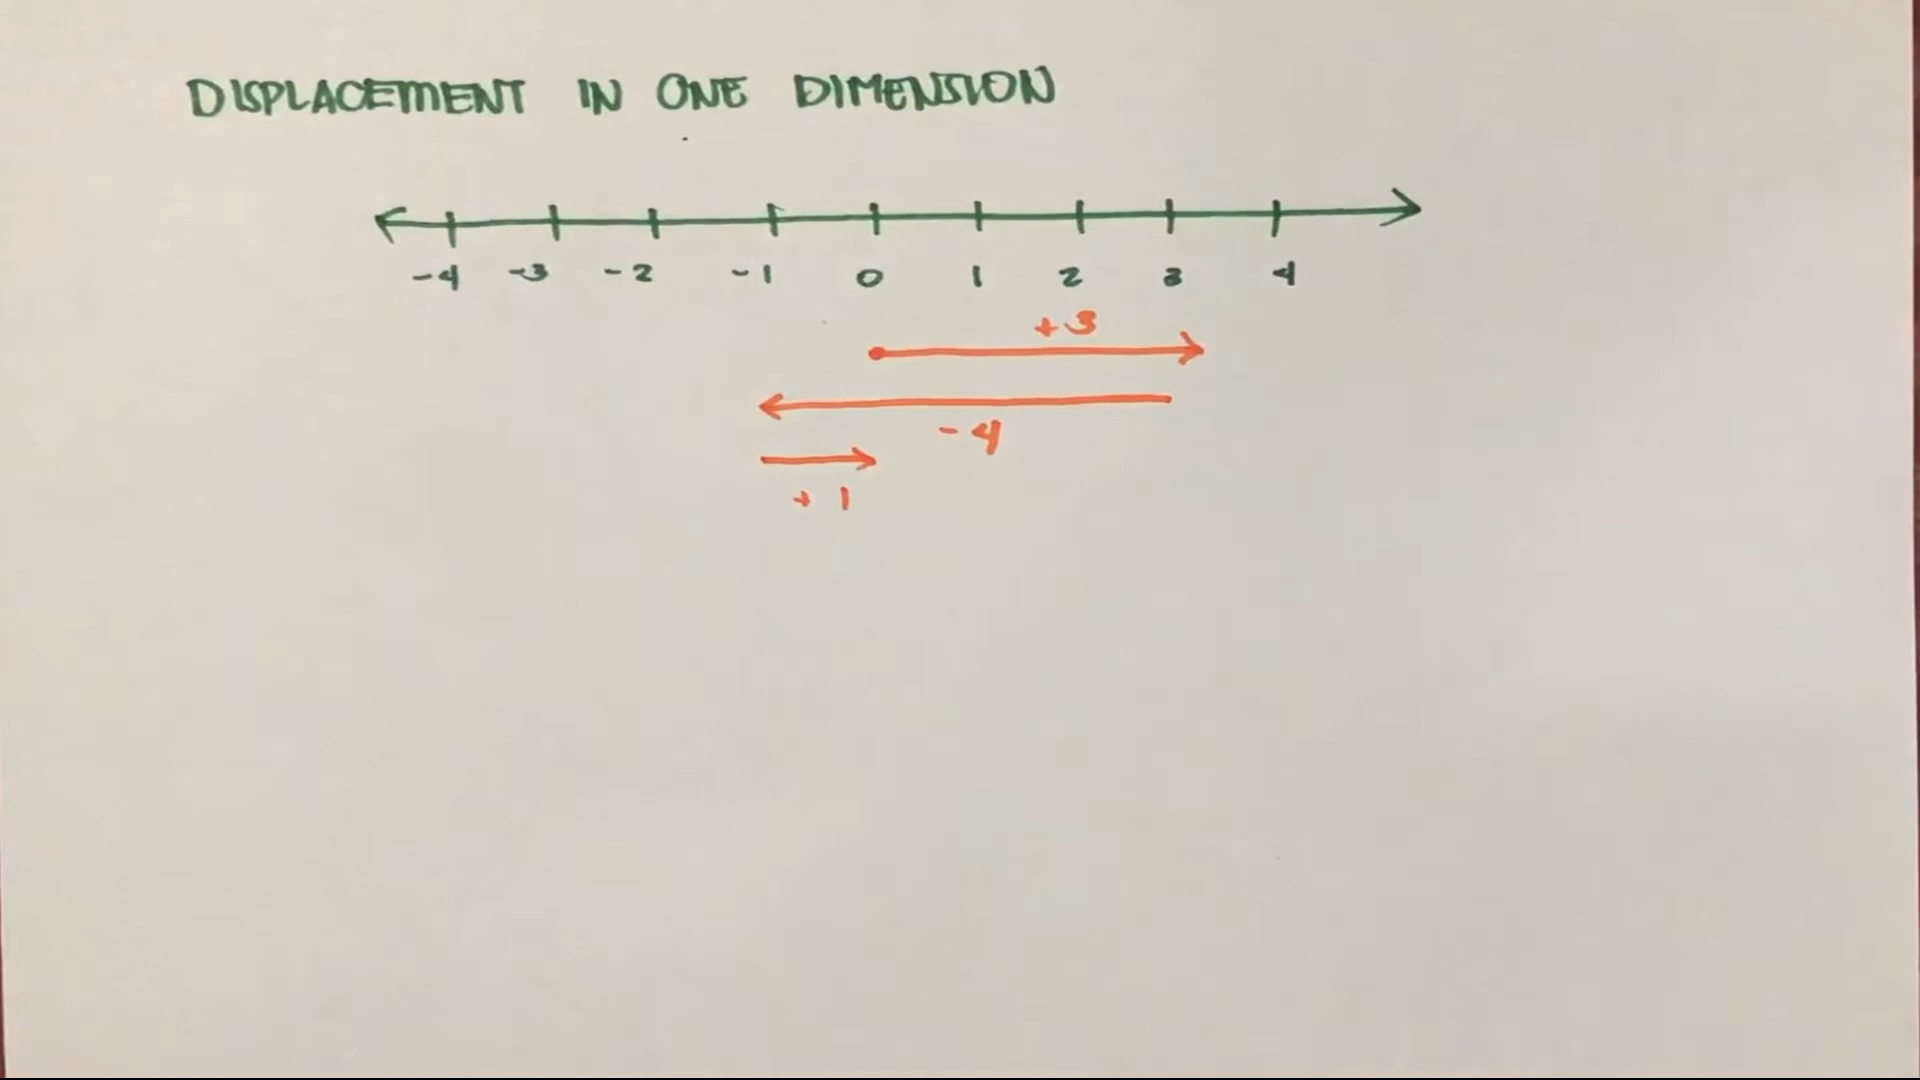 DISPLACEMENT IN ONE DIMENSION
-4 -3 -2 -1 0 1 2 3 4
+3
-4
+1